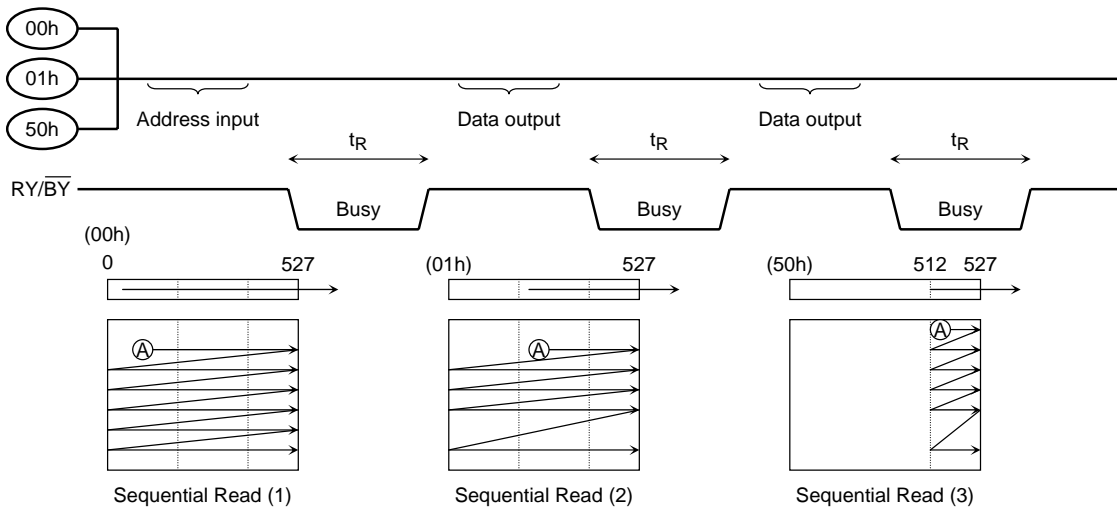 00h
01h
50h
Address input
Data output
Data output
tR
tR
tR
RY/BY
Busy
Busy
Busy
(00h)
0
527
(01h)
527
(50h)
512
527
A
A
A
Sequential Read (1)
Sequential Read (2)
Sequential Read (3)